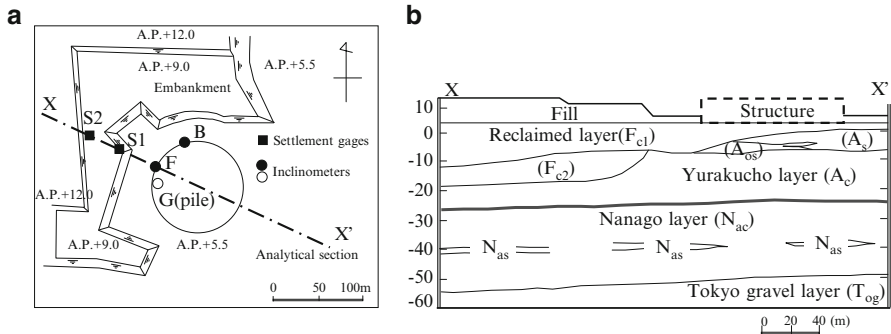 a
A.P.+12.0
A.P.+9.0
A.P.+5.5
Embankment
X
S2
S1
B
F
G(pile)
■ Settlement gages
Inclinometers
A.P.+12.0
A.P.+9.0
A.P.+5.5
X'
Analytical section
0 50 100m
b
X
X'
10
0
-10
-20
-30
-40
-50
-60
Fill
Structure
Reclaimed layer(Fc1)
(Fc2)
(Aos)
(As)
Yurakucho layer (Ac)
Nanago layer (Nac)
Nas
Nas
Nas
Tokyo gravel layer (Tog)
0 20 40 (m)